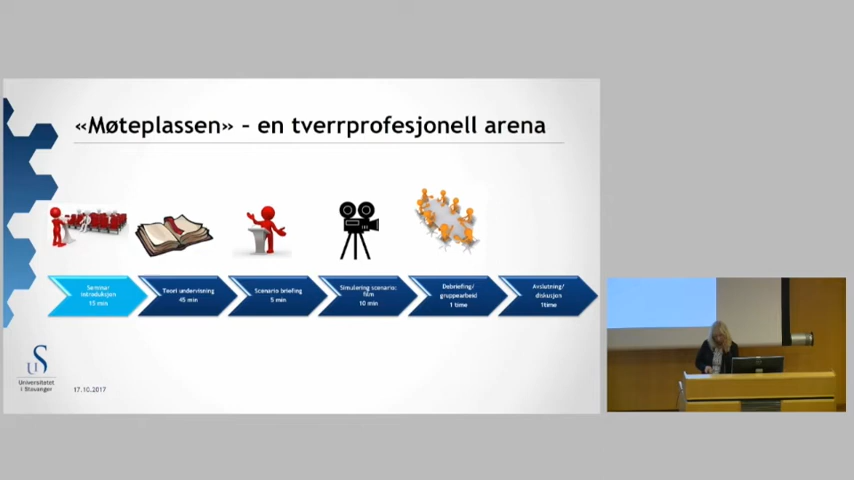 «Møteplassen» – en tverrprofesjonell arena
Seminar
introduksjon
15 min
Teori undervisning
45 min
Scenario briefing
5 min
Simulering scenario:
film
10 min
Debriefing/
gruppearbeid
1 time
Avslutning/
diskusjon
1time
US
Universitetet
i Stavanger
17.10.2017